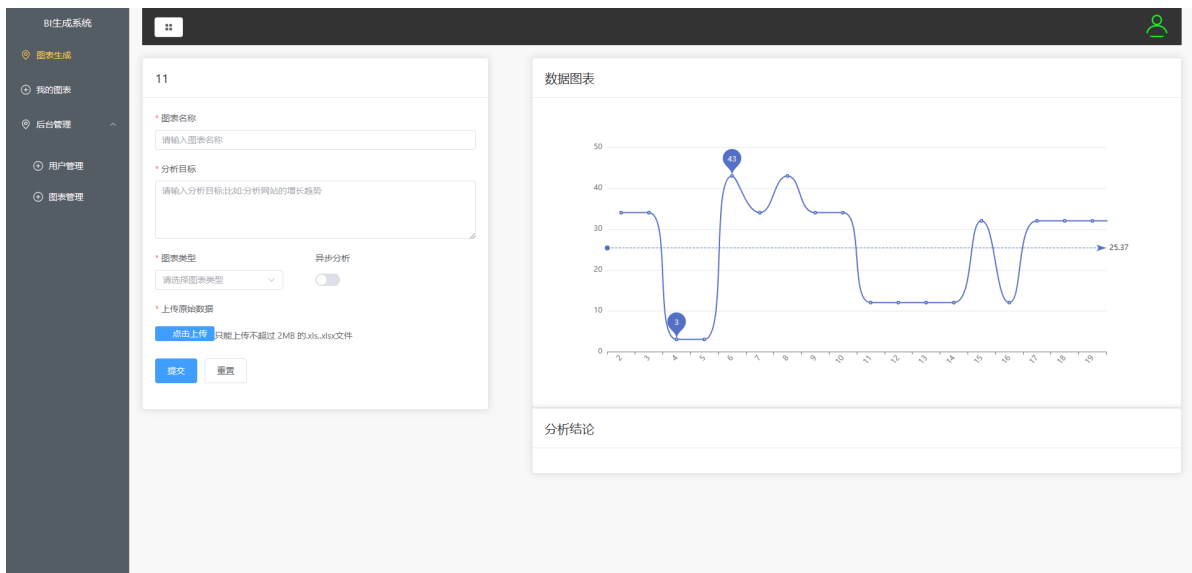 BI生成系统
图表生成
我的图表
后台管理
用户管理
图表管理
11
* 图表名称
请输入图表名称
* 分析目标
请输入分析目标:比如:分析网站的增长趋势
* 图表类型 异步分析
请选择图表类型
* 上传原始数据
点击上传 只能上传不超过 2MB 的.xls,.xlsx文件
提交 重置
数据图表
50
40
30
20
10
0
43
3
25.37
2 3 4 5 6 7 8 9 10 11 12 13 14 15 16 17 18 19
分析结论